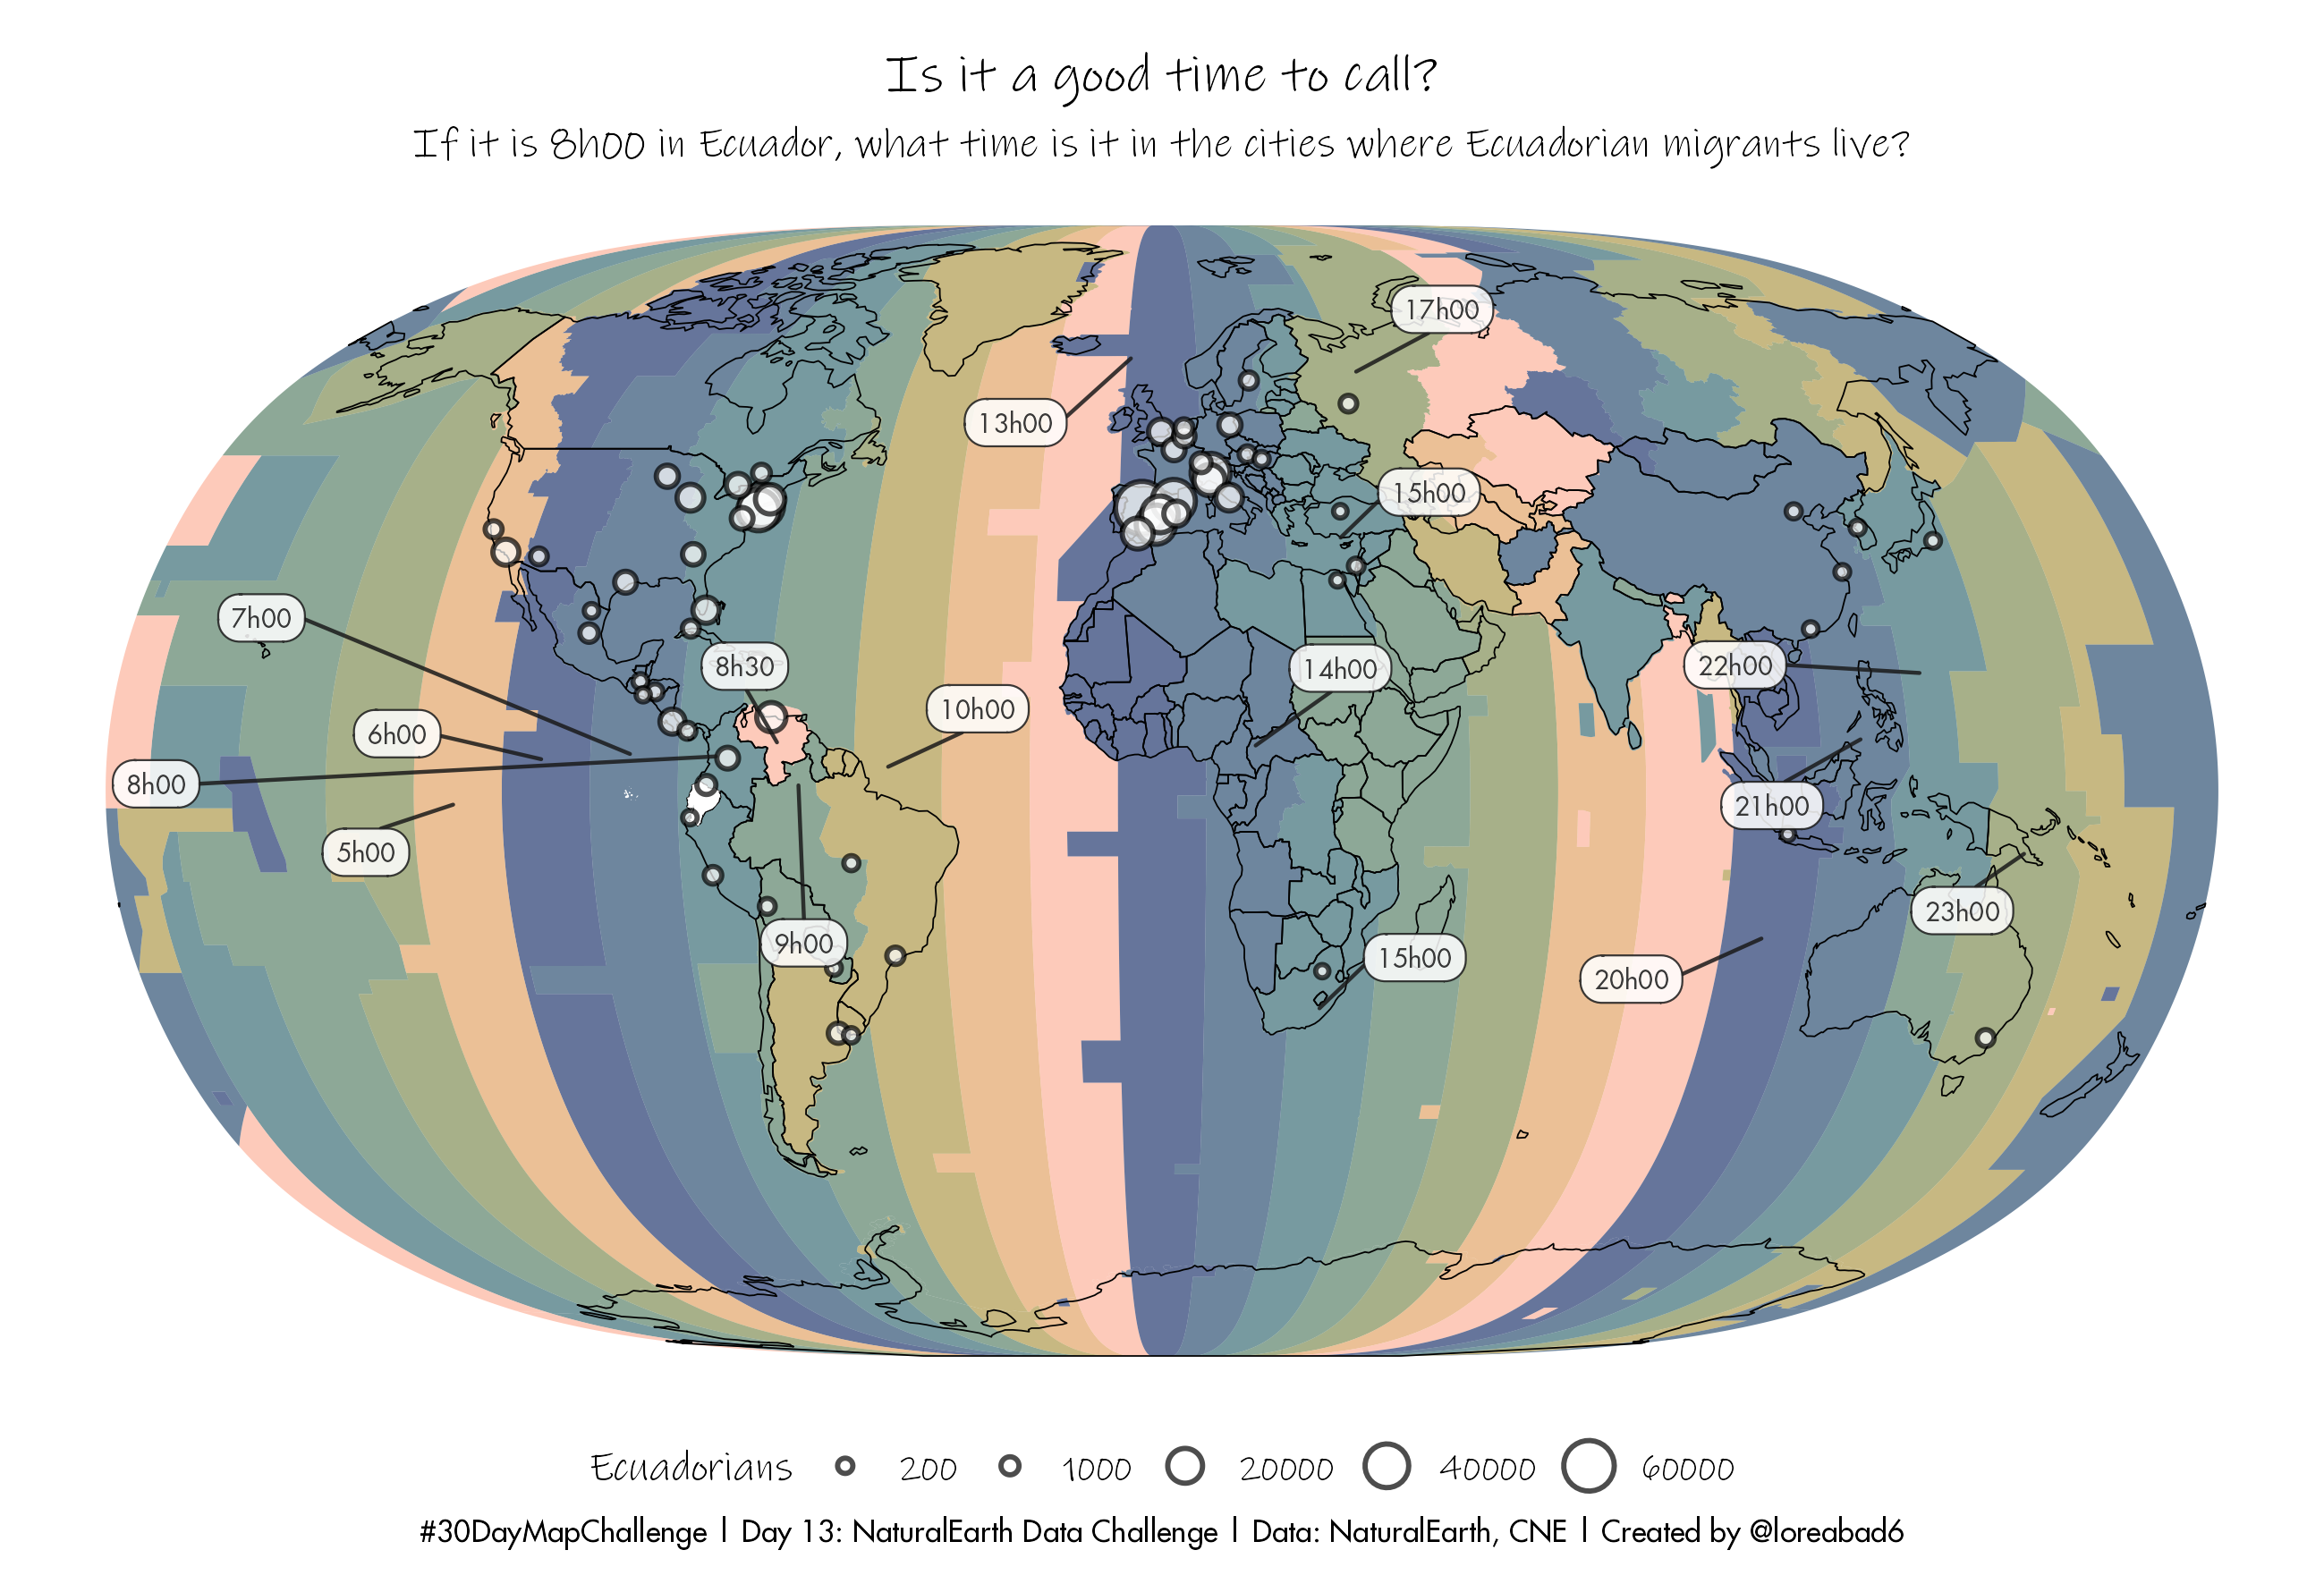 Is it a good time to call?
If it is 8h00 in Ecuador, what time is it in the cities where Ecuadorian migrants live?
17h00
13h00
15h00
7h00
8h30
14h00
22h00
10h00
6h00
8h00
21h00
5h00
23h00
9h00
15h00
20h00
Ecuadorians 200 1000 20000 40000 60000
#30DayMapChallenge | Day 13: NaturalEarth Data Challenge | Data: NaturalEarth, CNE | Created by @loreabad6